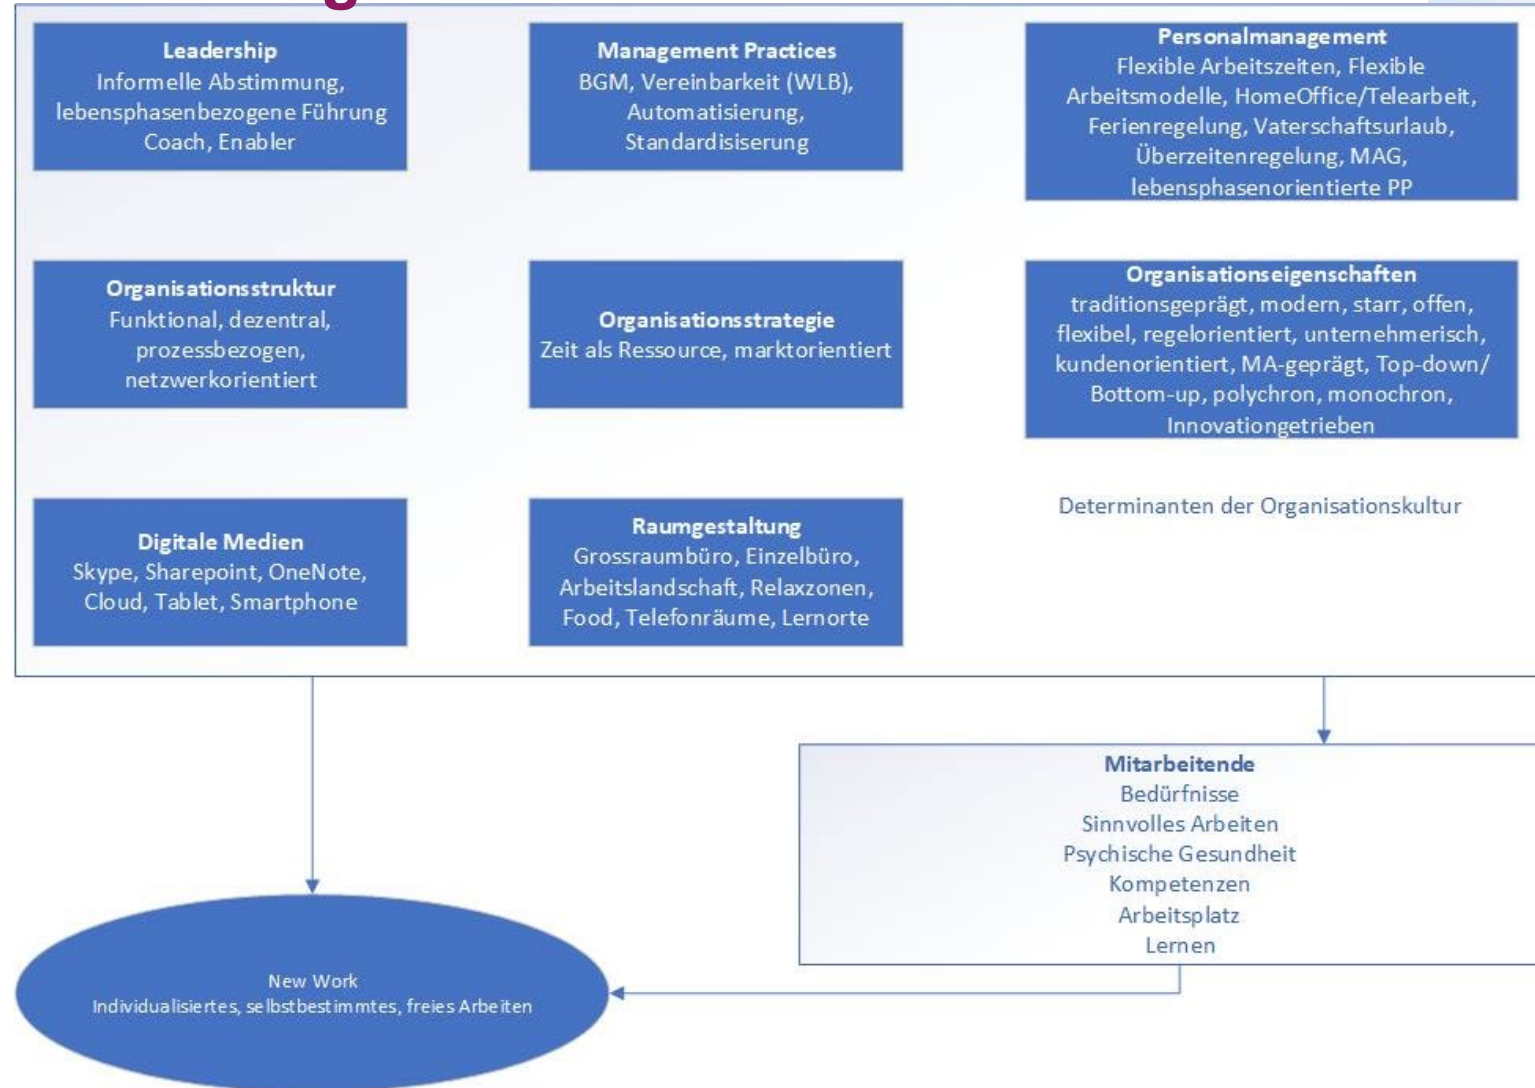 Leadership
Informelle Abstimmung,
lebensphasenbezogene Führung
Coach, Enabler
Management Practices
BGM, Vereinbarkeit (WLB),
Automatisierung,
Standardisiserung
Personalmanagement
Flexible Arbeitszeiten, Flexible
Arbeitsmodelle, HomeOffice/Telearbeit,
Ferienregelung, Vaterschaftsurlaub,
Überzeitenregelung, MAG,
lebensphasenorientierte PP
Organisationsstruktur
Funktional, dezentral,
prozessbezogen,
netzwerkorientiert
Organisationsstrategie
Zeit als Ressource, marktorientiert
Organisationseigenschaften
traditionsgeprägt, modern, starr, offen,
flexibel, regelorientiert, unternehmerisch,
kundenorientiert, MA-geprägt, Top-down/
Bottom-up, polychron, monochron,
Innovationgetrieben
Digitale Medien
Skype, Sharepoint, OneNote,
Cloud, Tablet, Smartphone
Raumgestaltung
Grossraumbüro, Einzelbüro,
Arbeitslandschaft, Relaxzonen,
Food, Telefonräume, Lernorte
Determinanten der Organisationskultur
Mitarbeitende
Bedürfnisse
Sinnvolles Arbeiten
Psychische Gesundheit
Kompetenzen
Arbeitsplatz
Lernen
New Work
Individualisiertes, selbstbestimmtes, freies Arbeiten